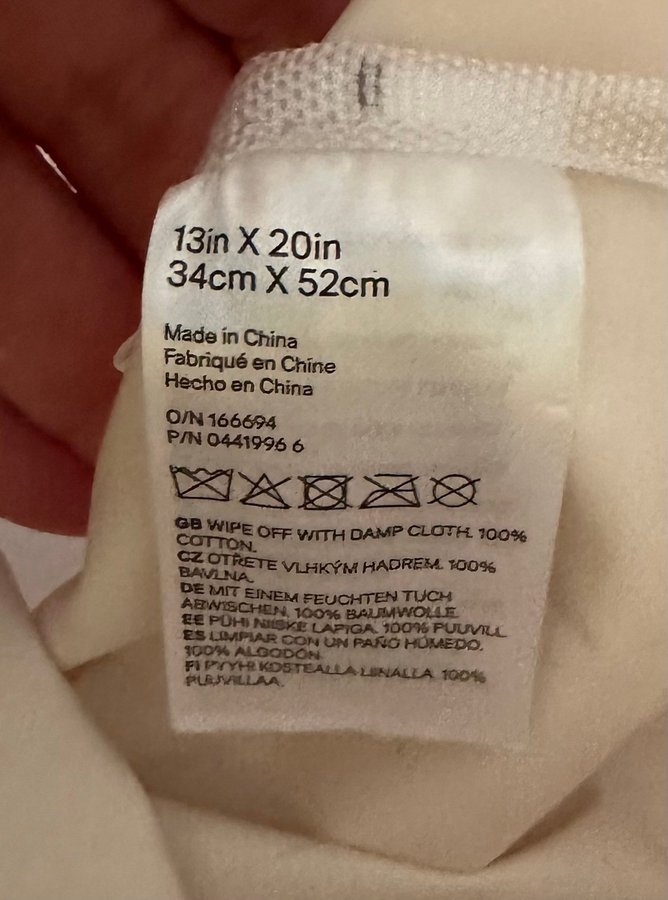 13in X 20in
34cm X 52cm
Made in China
Fabriqué en Chine
Hecho en China
O/N 166694
P/N 0441996 6
GB WIPE OFF WITH DAMP CLOTH. 100%
COTTON.
CZ OTŘETE VLHKÝM HADREM. 100%
BAVLNA.
DE MIT EINEM FEUCHTEN TUCH
ABWISCHEN. 100% BAUMWOLLE.
EE PÜHI NIISKE LAPIGA. 100% PUUVILL.
ES LIMPIAR CON UN PAÑO HÚMEDO.
100% ALGODÓN.
FI PYYHI KOSTEALLA LIINALLA. 100%
PUUVILLAA.